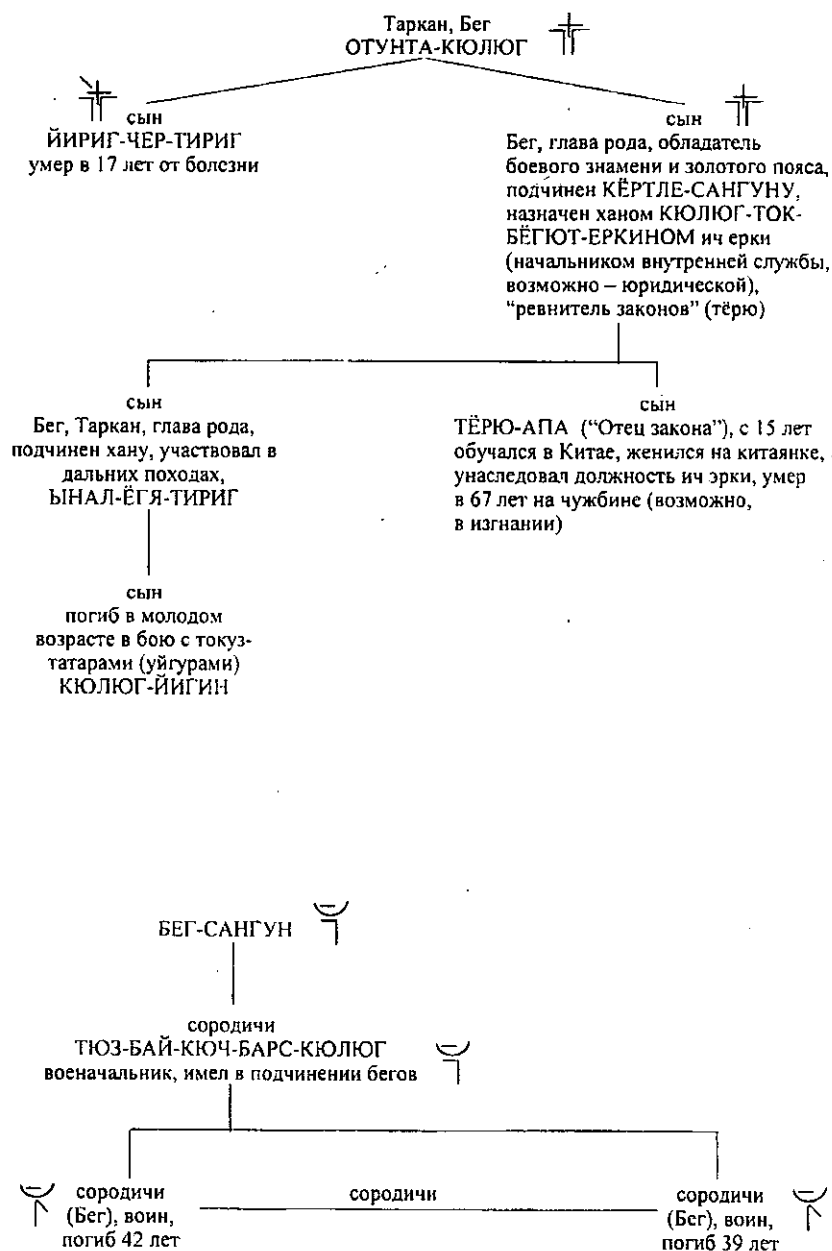 Таркан, Бег
ОТУНТА-КЮЛЮГ
сын
ЙИРИГ-ЧЕР-ТИРИГ
умер в 17 лет от болезни
сын
Бег, глава рода, обладатель
боевого знамени и золотого пояса,
подчинен КЁРТЛЕ-САНГУНУ,
назначен ханом КЮЛЮГ-ТОК-
БЁГЮТ-ЕРКИНОМ ич ерки
(начальником внутренней службы,
возможно – юридической),
"ревнитель законов" (тёрю)
сын
Бег, Таркан, глава рода,
подчинен хану, участвовал в
дальних походах,
ЫНАЛ-ЁГЯ-ТИРИГ
сын
ТЁРЮ-АПА ("Отец закона"), с 15 лет
обучался в Китае, женился на китаянке,
унаследовал должность ич эрки, умер
в 67 лет на чужбине (возможно,
в изгнании)
сын
погиб в молодом
возрасте в бою с токуз-
татарами (уйгурами)
КЮЛЮГ-ЙИГИН
БЕГ-САНГУН
сородичи
ТЮЗ-БАЙ-КЮЧ-БАРС-КЮЛЮГ
военачальник, имел в подчинении бегов
сородичи
(Бег), воин,
погиб 42 лет
сородичи
сородичи
(Бег), воин,
погиб 39 лет